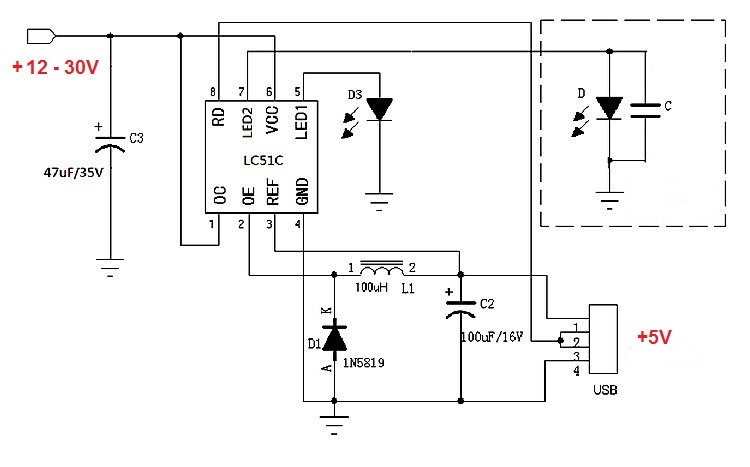 + 12 - 30V
+
C3
47uF/35V
8
7
6
5
RD
LED2
VCC
LED1
LC51C
OC
OE
REF
GND
1
2
3
4
D3
D
C
1
2
100uH
L1
+
C2
100uF/16V
K
D1
A
1N5819
1
2
3
4
USB
+5V